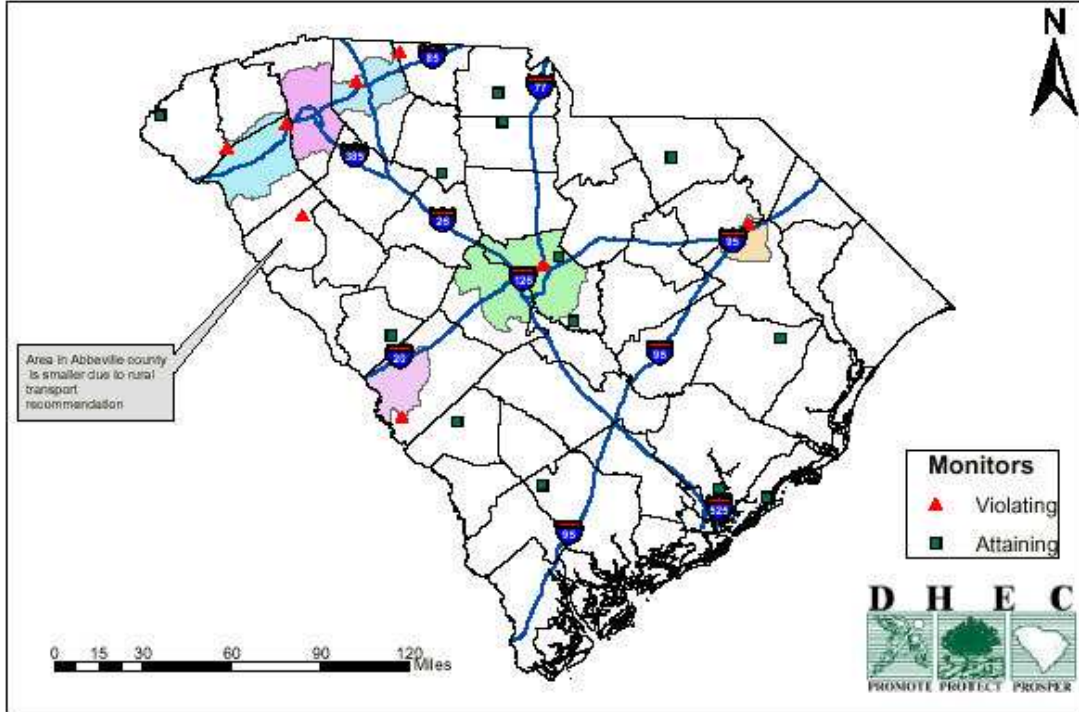 N
85
77
385
26
95
126
20
95
Area in Abbeville county
is smaller due to rural
transport
recommendation
Monitors
Violating
Attaining
526
95
D H E C
PROMOTE PROTECT PROSPER
0 15 30 60 90 120
Miles